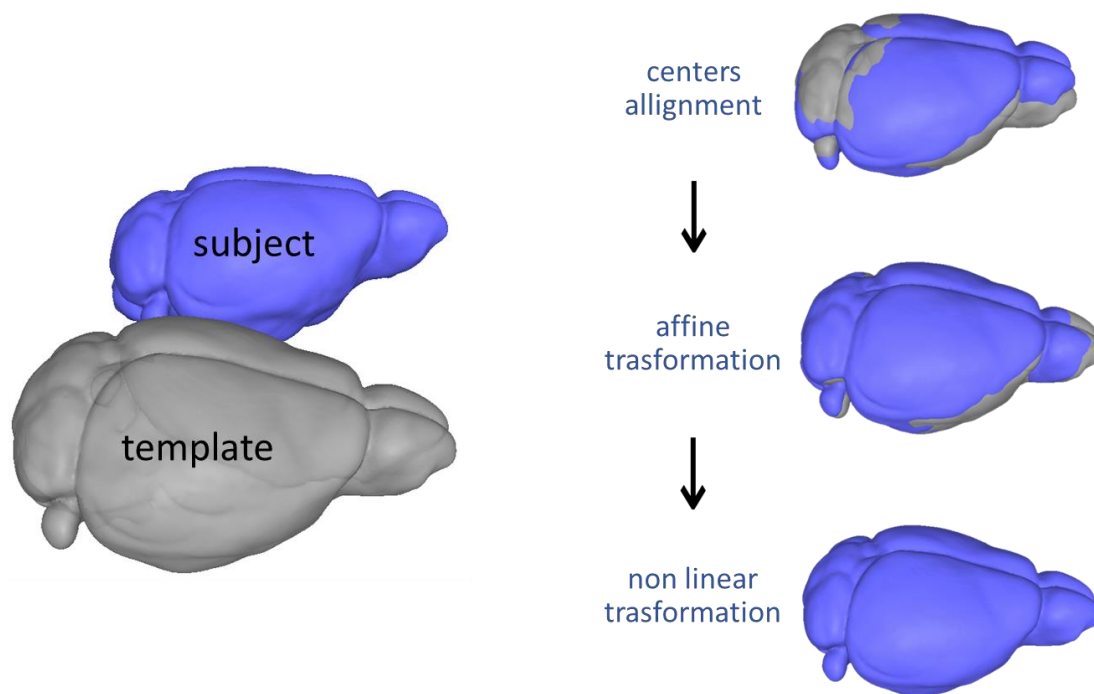 subject
template
centers
allignment
affine
trasformation
non linear
trasformation